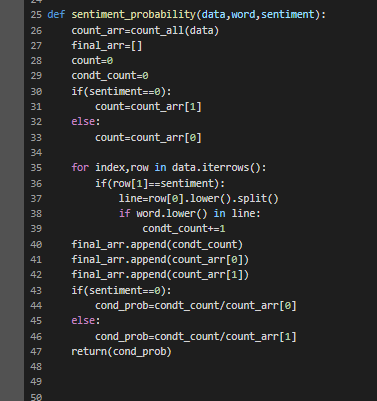 24
25 def sentiment_probability(data,word,sentiment):
26     count_arr=count_all(data)
27     final_arr=[]
28     count=0
29     condt_count=0
30     if(sentiment==0):
31         count=count_arr[1]
32     else:
33         count=count_arr[0]
34
35     for index,row in data.iterrows():
36         if(row[1]==sentiment):
37             line=row[0].lower().split()
38             if word.lower() in line:
39                 condt_count+=1
40     final_arr.append(condt_count)
41     final_arr.append(count_arr[0])
42     final_arr.append(count_arr[1])
43     if(sentiment==0):
44         cond_prob=condt_count/count_arr[0]
45     else:
46         cond_prob=condt_count/count_arr[1]
47     return(cond_prob)
48
49
50